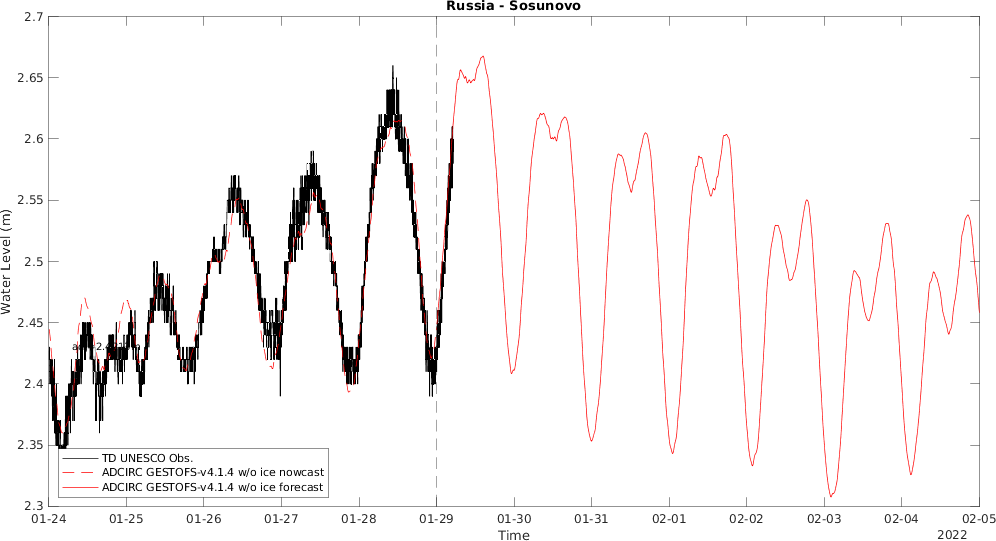 Russia - Sosunovo
Water Level (m)
2.7
2.65
2.6
2.55
2.5
2.45
2.4
2.35
2.3
TD UNESCO Obs.
ADCIRC GESTOFS-v4.1.4 w/o ice nowcast
ADCIRC GESTOFS-v4.1.4 w/o ice forecast
01-24 01-25 01-26 01-27 01-28 01-29 01-30 01-31 02-01 02-02 02-03 02-04 02-05
Time
2022